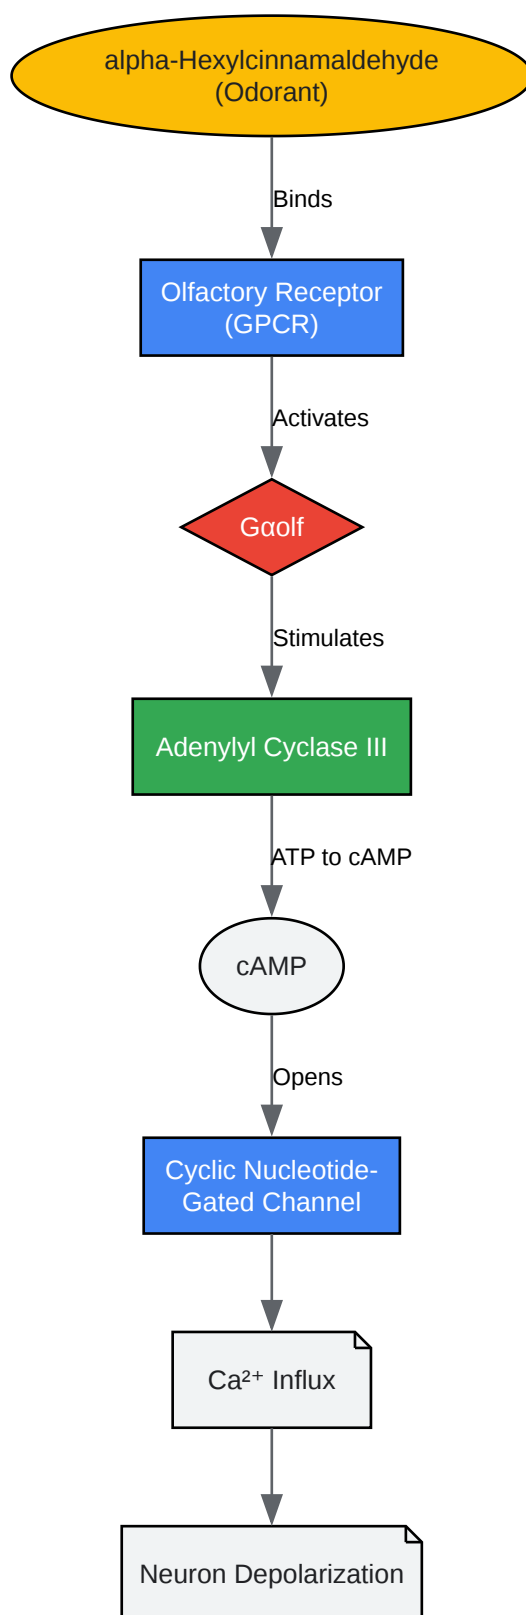 alpha-Hexylcinnamaldehyde
(Odorant)
Binds
Olfactory Receptor
(GPCR)
Activates
Gαolf
Stimulates
Adenylyl Cyclase III
ATP to cAMP
cAMP
Opens
Cyclic Nucleotide-
Gated Channel
Ca²⁺ Influx
Neuron Depolarization